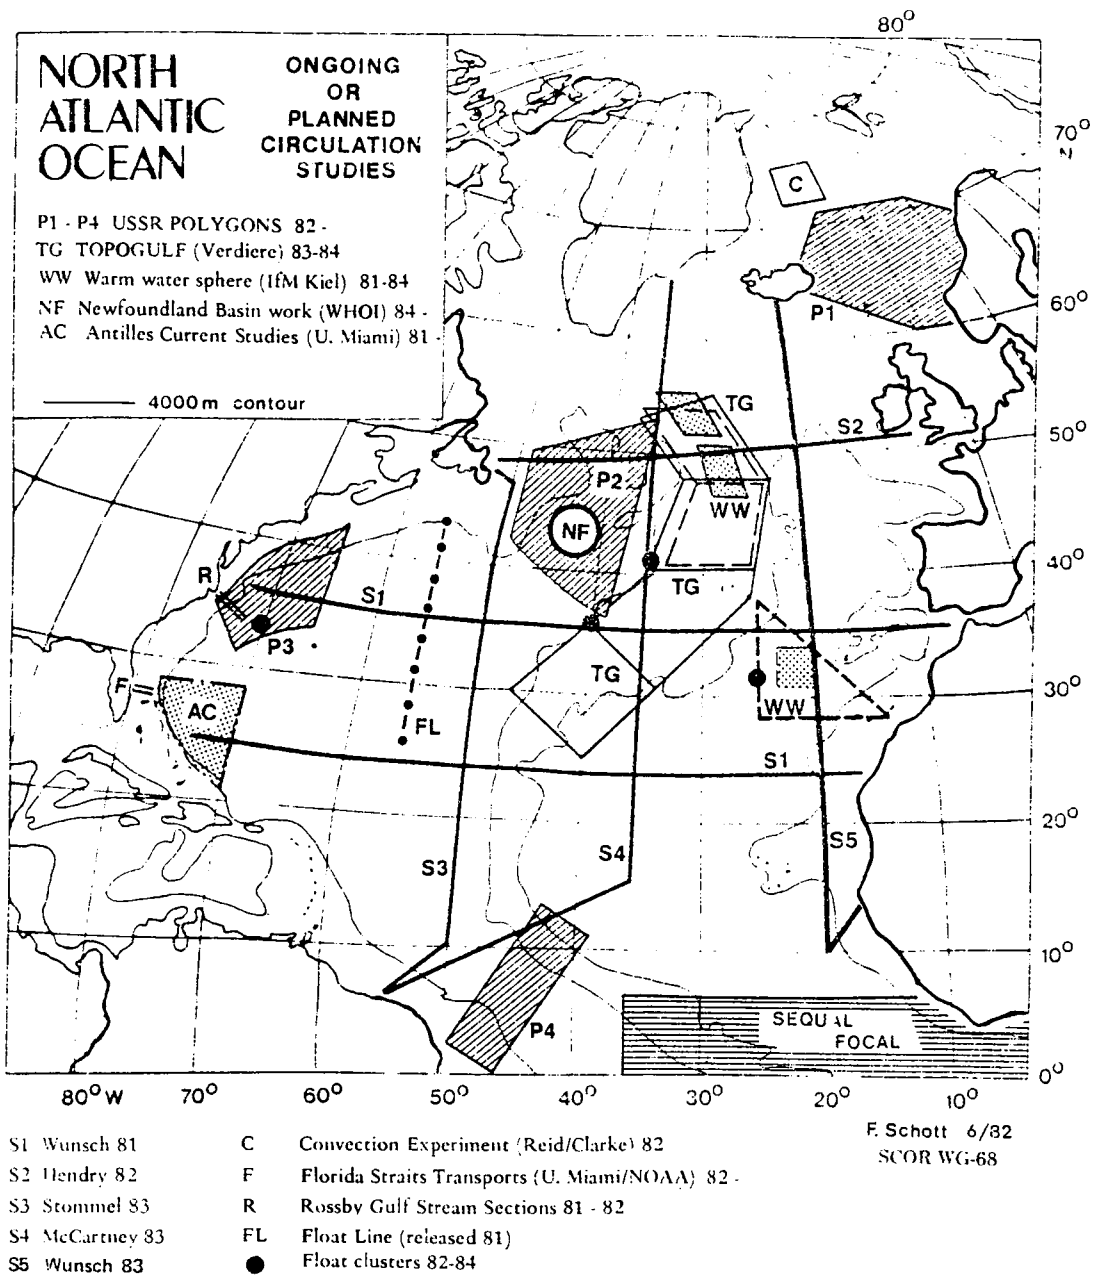 80°
NORTH
ATLANTIC
OCEAN
ONGOING
OR
PLANNED
CIRCULATION
STUDIES
P1 - P4 USSR POLYGONS 82 -
TG TOPOGULF (Verdiere) 83-84
WW Warm water sphere (IfM Kiel) 81-84
NF Newfoundland Basin work (WHOI) 84 -
AC Antilles Current Studies (U. Miami) 81 -
4000m contour
70°
N
C
60°
P1
TG
S2
50°
P2
WW
NF
40°
R
S1
TG
P3
TG
30°
F
AC
WW
FL
S1
20°
S3
S4
S5
10°
P4
SEQUAL
FOCAL
0°
80°W 70° 60° 50° 40° 30° 20° 10°
F. Schott 6/82
SCOR WG-68
S1 Wunsch 81
S2 Hendry 82
S3 Stommel 83
S4 McCartney 83
S5 Wunsch 83
C Convection Experiment (Reid/Clarke) 82
F Florida Straits Transports (U. Miami/NOAA) 82 -
R Rossby Gulf Stream Sections 81 - 82
FL Float Line (released 81)
Float clusters 82-84